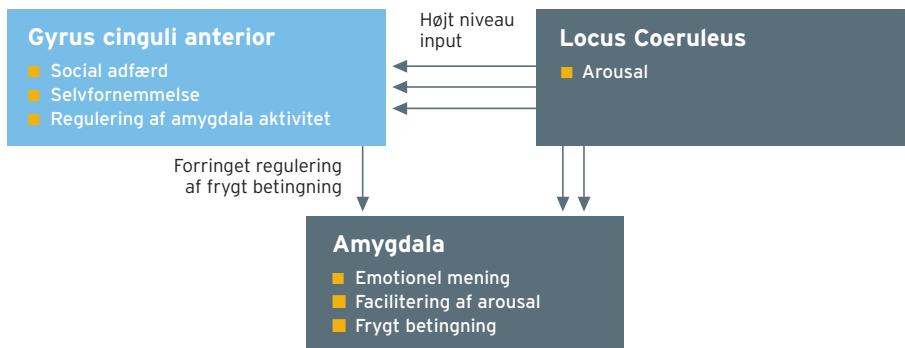 Gyrus cinguli anterior
Social adfærd
Selvfornemmelse
Regulering af amygdala aktivitet
Højt niveau
input
Locus Coeruleus
Arousal
Forringet regulering
af frygt betingning
Amygdala
Emotionel mening
Facilitering af arousal
Frygt betingning